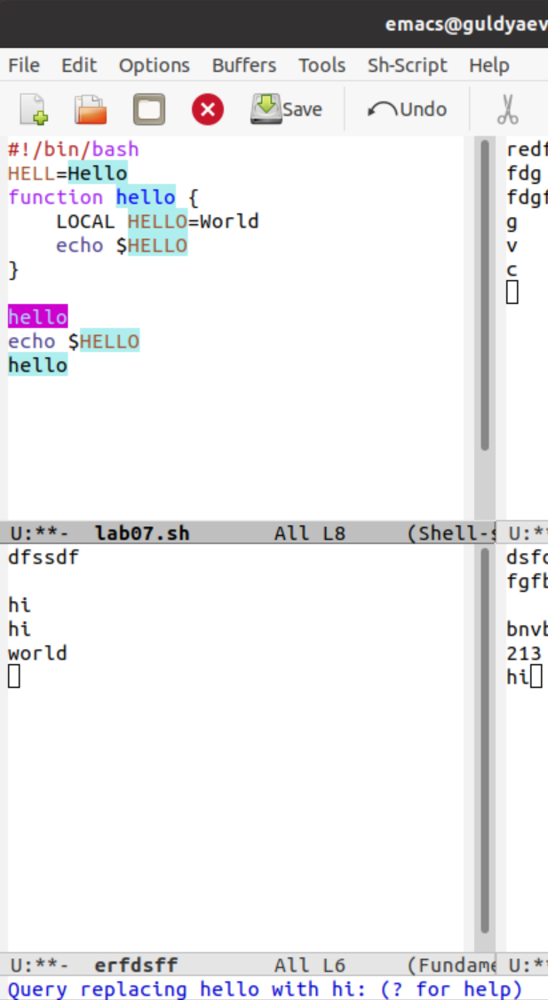 emacs@guldyaev
File Edit Options Buffers Tools Sh-Script Help
Save Undo
#!/bin/bash
HELL=Hello
function hello {
    LOCAL HELLO=World
    echo $HELLO
}
hello
echo $HELLO
hello
U:**-  lab07.sh       All L8     (Shell-s
redf
fdg
fdgf
g
v
c
U:**
dfssdf
hi
hi
world
U:**-  erfdsff        All L6     (Fundame
dsfd
fgfb
bnvb
213
hi
U:**
Query replacing hello with hi: (? for help)